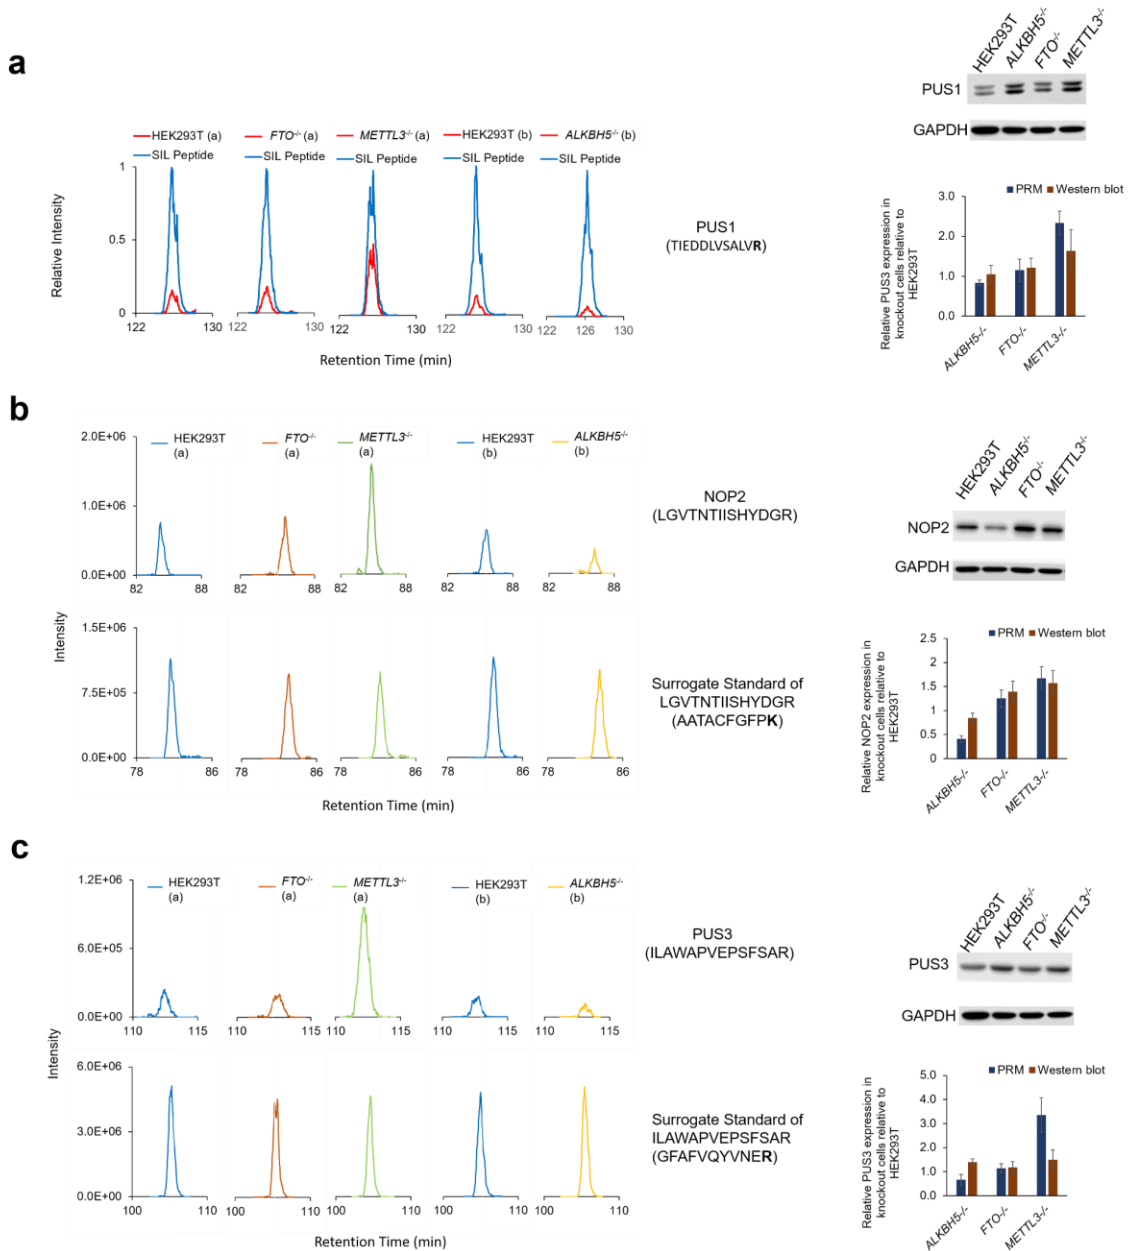 a
HEK293T (a)
FTO-/- (a)
METTL3-/- (a)
HEK293T (b)
ALKBH5-/- (b)
SIL Peptide
SIL Peptide
SIL Peptide
SIL Peptide
SIL Peptide
Relative Intensity
1
0.5
0
122 130
122 130
122 130
122 130
122 126 130
Retention Time (min)
PUS1
(TIEDDLVSALVR)
HEK293T
ALKBH5-/-
FTO-/-
METTL3-/-
PUS1
GAPDH
PRM Western blot
Relative PUS3 expression in
knockout cells relative to
HEK293T
3.0
2.0
1.0
0.0
ALKBH5-/-
FTO-/-
METTL3-/-
b
HEK293T
(a)
FTO-/-
(a)
METTL3-/-
(a)
HEK293T
(b)
ALKBH5-/-
(b)
2.0E+06
1.0E+06
0.0E+00
82 88
82 88
82 88
82 88
82 88
NOP2
(LGVTNTIISHYDGR)
Intensity
1.5E+06
7.5E+05
0.0E+00
78 86
78 86
78 86
78 86
78 86
Retention Time (min)
Surrogate Standard of
LGVTNTIISHYDGR
(AATACFGFPK)
HEK293T
ALKBH5-/-
FTO-/-
METTL3-/-
NOP2
GAPDH
PRM Western blot
Relative NOP2 expression in
knockout cells relative to
HEK293T
2.5
2
1.5
1
0.5
0
ALKBH5-/-
FTO-/-
METTL3-/-
c
HEK293T
(a)
FTO-/-
(a)
METTL3-/-
(a)
HEK293T
(b)
ALKBH5-/-
(b)
1.2E+06
6.0E+05
0.0E+00
110 115
110 115
110 115
110 115
110 115
PUS3
(ILAWAPVEPSFSAR)
Intensity
6.0E+06
3.0E+06
0.0E+00
100 110
100 110
100 110
100 110
100 110
Retention Time (min)
Surrogate Standard of
ILAWAPVEPSFSAR
(GFAFVQYVNER)
HEK293T
ALKBH5-/-
FTO-/-
METTL3-/-
PUS3
GAPDH
PRM Western blot
Relative PUS3 expression in
knockout cells relative to
HEK293T
5.0
4.0
3.0
2.0
1.0
0.0
ALKBH5-/-
FTO-/-
METTL3-/-